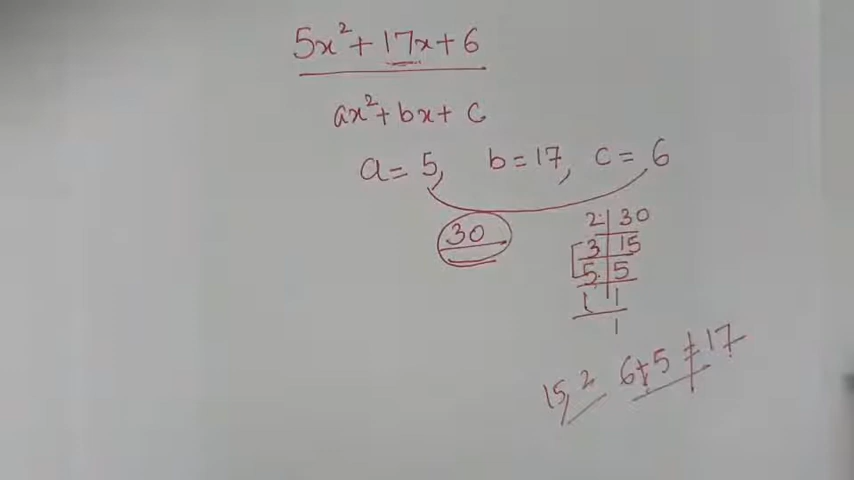 5x² + 17x + 6
ax² + bx + c
a = 5, b = 17, c = 6
30
2 | 30
3 | 15
5 | 5
1 | 1
1
15, 2 6+5 ≠ 17